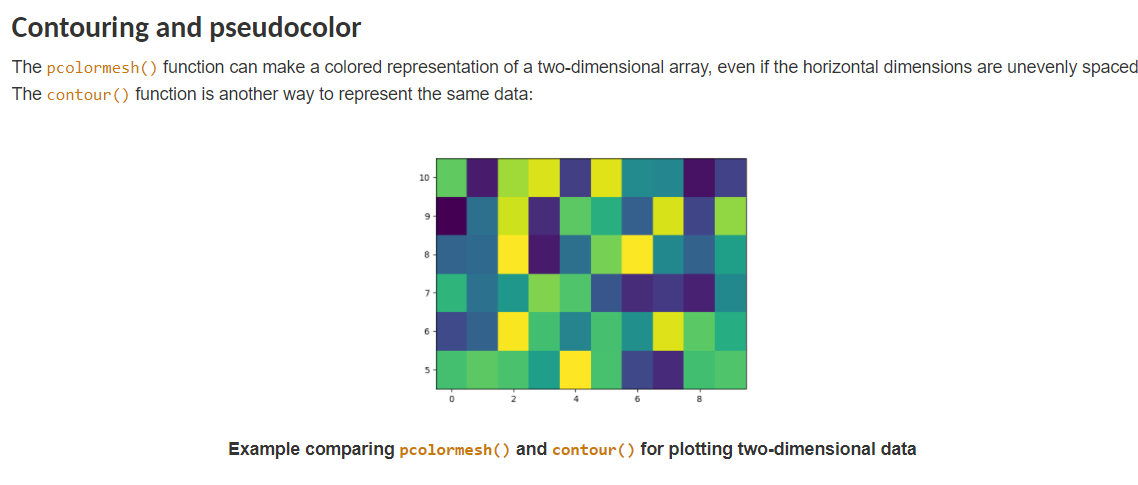 Contouring and pseudocolor
The pcolormesh() function can make a colored representation of a two-dimensional array, even if the horizontal dimensions are unevenly spaced
The contour() function is another way to represent the same data:
10
9
8
7
6
5
0 2 4 6 8
Example comparing pcolormesh() and contour() for plotting two-dimensional data